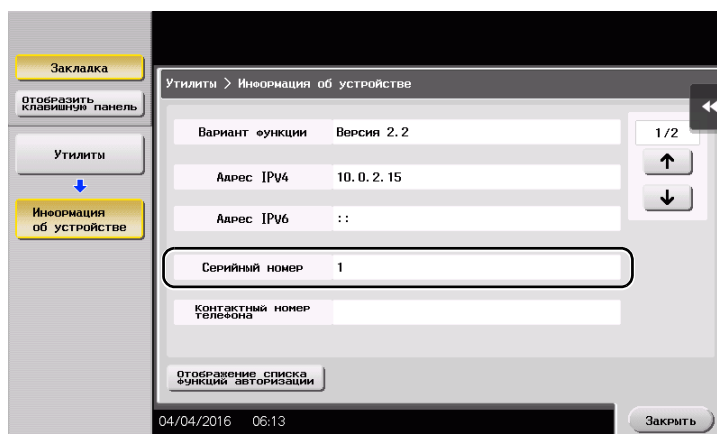 Закладка
Отобразить
клавишную панель
Утилиты
Информация
об устройстве
Утилиты > Информация об устройстве
Вариант функции Версия 2.2
1/2
Адрес IPv4 10.0.2.15
Адрес IPv6 ::
Серийный номер 1
Контактный номер
телефона
Отображение списка
функций авторизации
04/04/2016 06:13
Закрыть